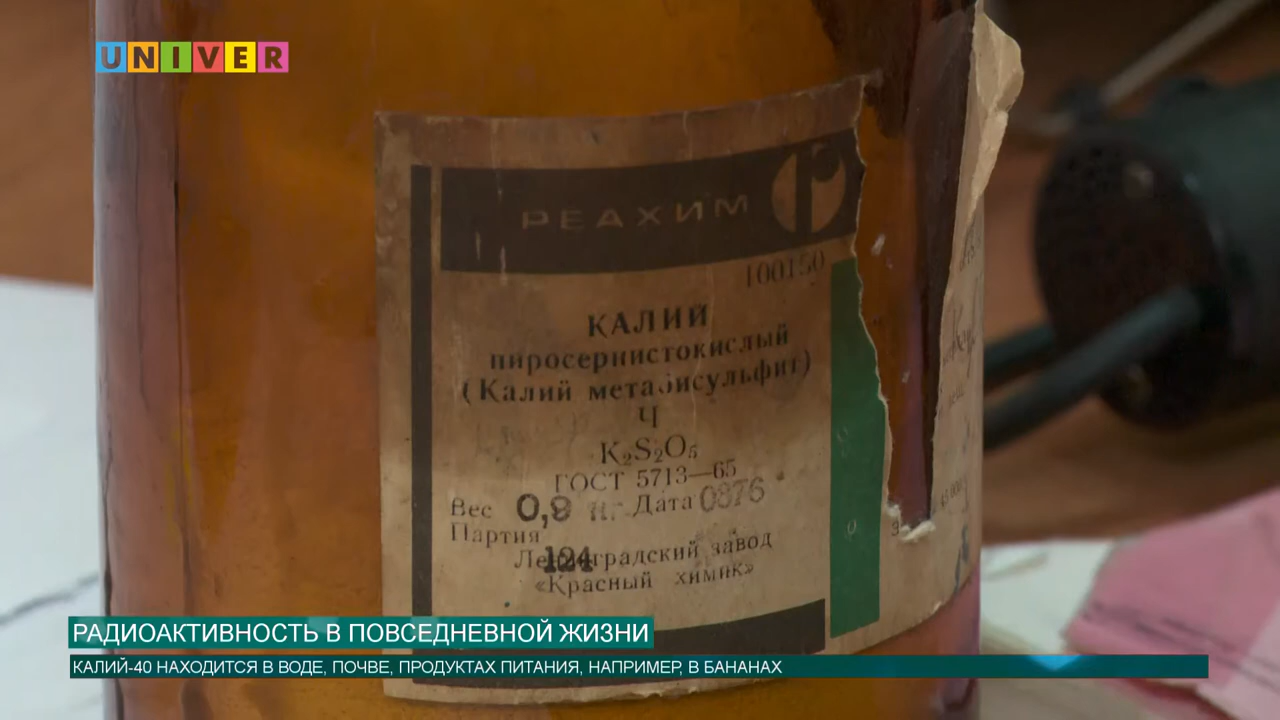 UNIVER
РЕАХИМ
100150
КАЛИЙ
пиросернистокислый
(Калий метабисульфит)
Ч
K₂S₂O₅
ГОСТ 5713—65
Вес 0,9 кг. Дата 0876
Партия 124
Ленинградский завод
«Красный химик»
РАДИОАКТИВНОСТЬ В ПОВСЕДНЕВНОЙ ЖИЗНИ
КАЛИЙ-40 НАХОДИТСЯ В ВОДЕ, ПОЧВЕ, ПРОДУКТАХ ПИТАНИЯ, НАПРИМЕР, В БАНАНАХ